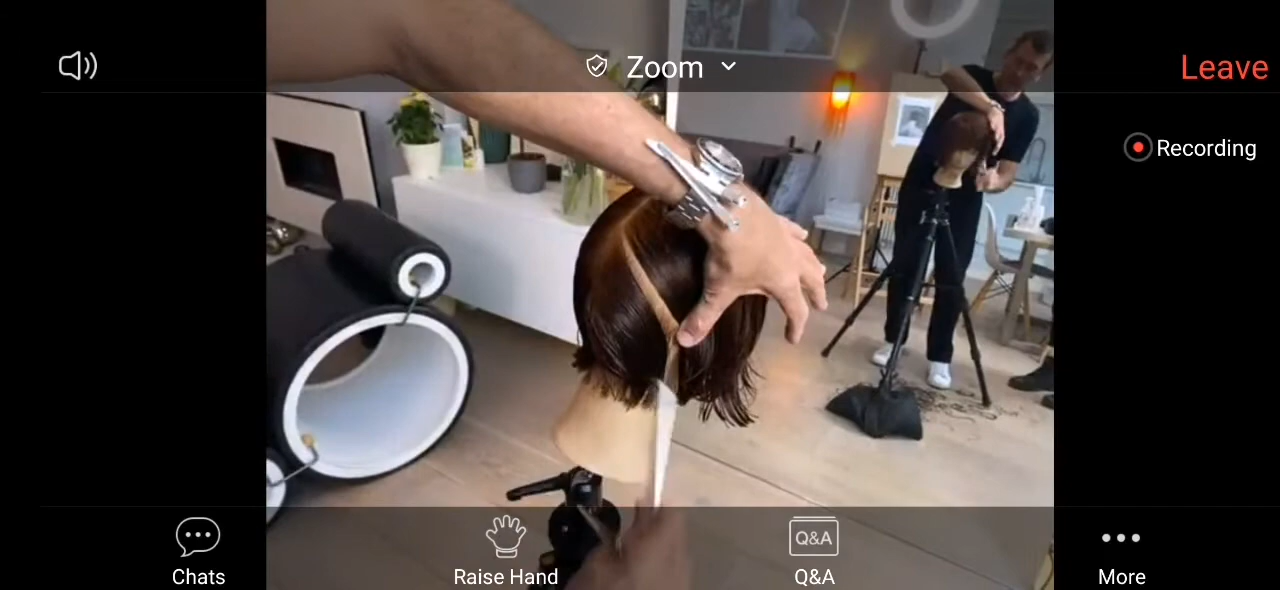 Zoom
Leave
Recording
Chats
Raise Hand
Q&A
Q&A
More